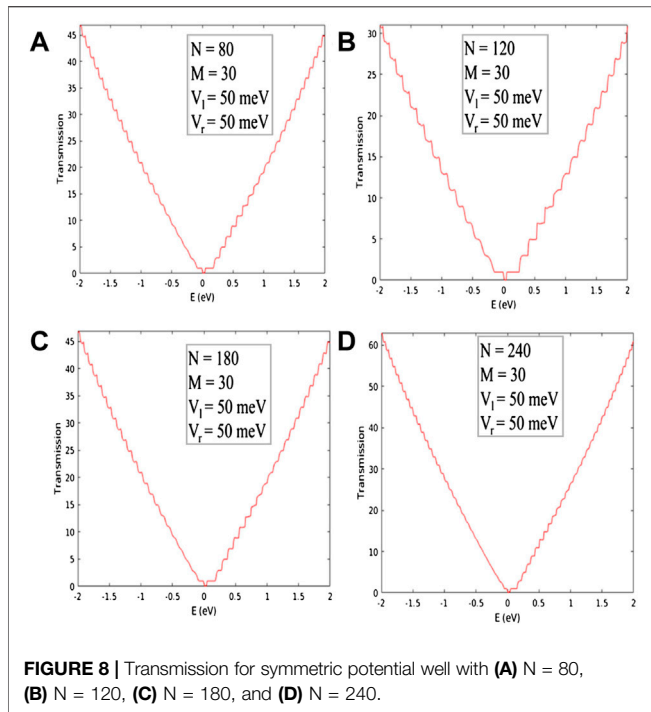 A
N = 80
M = 30
V_l = 50 meV
V_r = 50 meV
Transmission
45
40
35
30
25
20
15
10
5
0
-2 -1.5 -1 -0.5 0 0.5 1 1.5 2
E (eV)
B
N = 120
M = 30
V_l = 50 meV
V_r = 50 meV
Transmission
30
25
20
15
10
5
0
-2 -1.5 -1 -0.5 0 0.5 1 1.5 2
E (eV)
C
N = 180
M = 30
V_l = 50 meV
V_r = 50 meV
Transmission
45
40
35
30
25
20
15
10
5
0
-2 -1.5 -1 -0.5 0 0.5 1 1.5 2
E (eV)
D
N = 240
M = 30
V_l = 50 meV
V_r = 50 meV
Transmission
60
50
40
30
20
10
0
-2 -1.5 -1 -0.5 0 0.5 1 1.5 2
E (eV)
FIGURE 8 | Transmission for symmetric potential well with (A) N = 80,
(B) N = 120, (C) N = 180, and (D) N = 240.